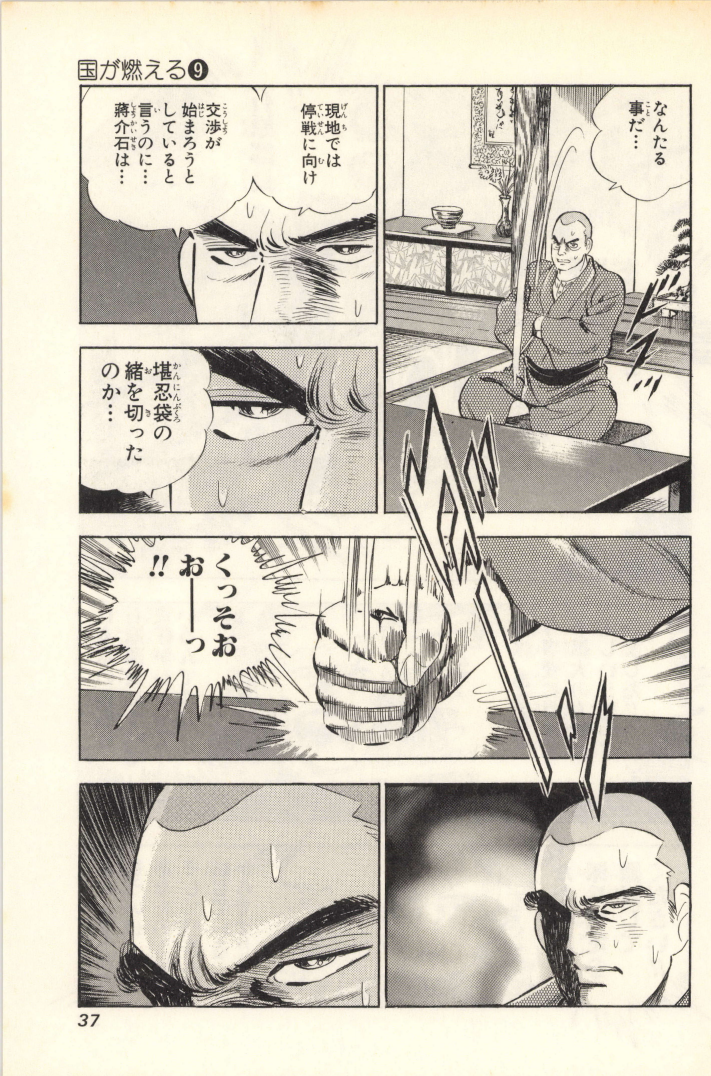 国が燃える❾
なんたる
事だ…
現地では
停戦に向け
交渉が
始まろうと
していると
言うのに…
蔣介石は…
堪忍袋の
緒を切った
のか…
くっそお
おーーっ
!!
37